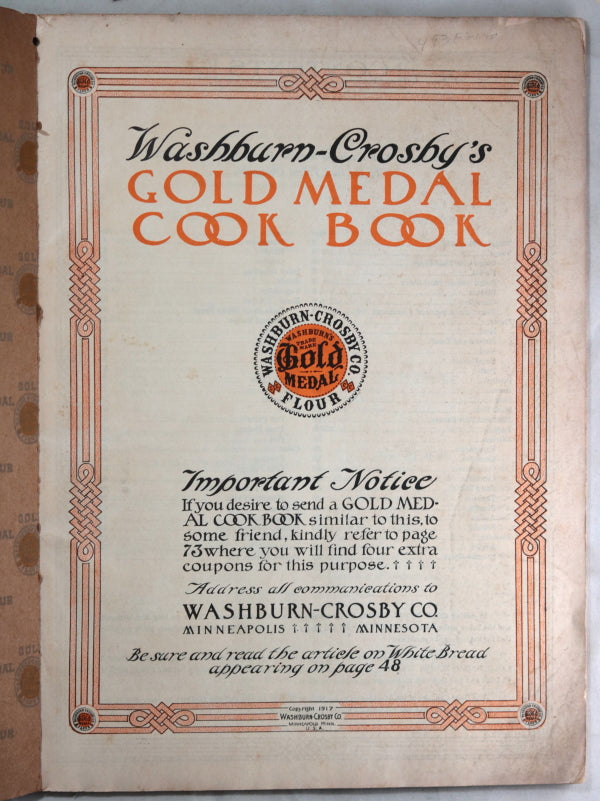 Washburn-Crosby's
GOLD MEDAL
COOK BOOK
WASHBURN-CROSBY CO.
WASHBURN'S
TRADE MARK
Gold
MEDAL
FLOUR
Important Notice
If you desire to send a GOLD MED-
AL COOK BOOK similar to this, to
some friend, kindly refer to page
73 where you will find four extra
coupons for this purpose.
Address all communications to
WASHBURN-CROSBY CO.
MINNEAPOLIS MINNESOTA
Be sure and read the article on White Bread
appearing on page 48
Copyright 1917
WASHBURN-CROSBY CO.
MINNEAPOLIS MINN.
U.S.A.